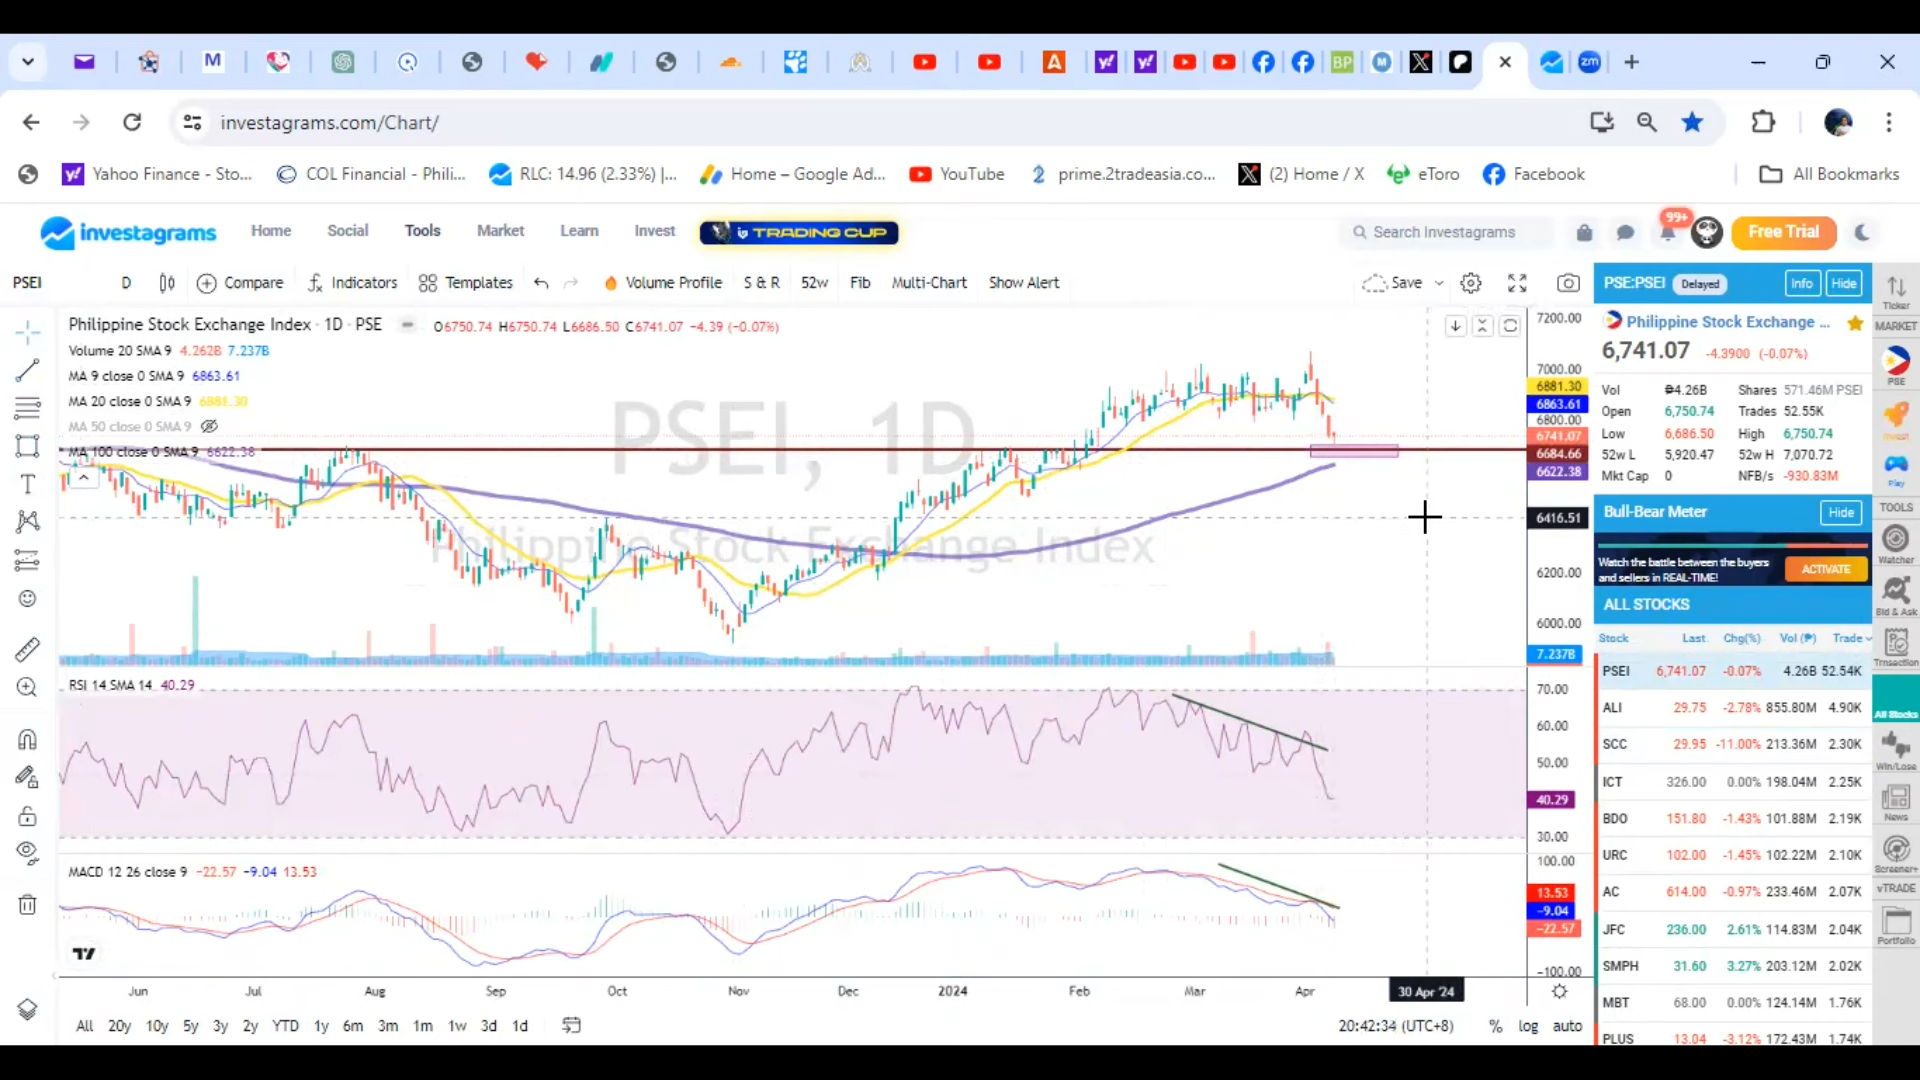 investagrams.com/Chart/
Yahoo Finance - Sto...
COL Financial - Phili...
RLC: 14.96 (2.33%) |...
Home – Google Ad...
YouTube
prime.2tradeasia.co...
(2) Home / X
eToro
Facebook
All Bookmarks
investagrams
Home
Social
Tools
Market
Learn
Invest
TRADING CUP
Search Investagrams
99+
Free Trial
PSEI
D
Compare
Indicators
Templates
Volume Profile
S & R
52w
Fib
Multi-Chart
Show Alert
Save
Philippine Stock Exchange Index · 1D · PSE
O6750.74 H6750.74 L6686.50 C6741.07 −4.39 (−0.07%)
Volume 20 SMA 9 4.262B 7.237B
MA 9 close 0 SMA 9 6863.61
MA 20 close 0 SMA 9 6881.30
MA 50 close 0 SMA 9
MA 100 close 0 SMA 9 6622.38
PSEI, 1D
Philippine Stock Exchange Index
7200.00
7000.00
6881.30
6863.61
6800.00
6741.07
6684.66
6622.38
6416.51
6200.00
6000.00
7.237B
RSI 14 SMA 14 40.29
70.00
60.00
50.00
40.29
30.00
MACD 12 26 close 9 −22.57 −9.04 13.53
100.00
13.53
−9.04
−22.57
−100.00
Jun Jul Aug Sep Oct Nov Dec 2024 Feb Mar Apr 30 Apr '24
All 20y 10y 5y 3y 2y YTD 1y 6m 3m 1m 1w 3d 1d
20:42:34 (UTC+8) % log auto
PSE:PSEI Delayed Info Hide
Philippine Stock Exchange ...
6,741.07 -4.3900 (-0.07%)
Vol ₱4.26B Shares 571.46M PSEI
Open 6,750.74 Trades 52.55K
Low 6,686.50 High 6,750.74
52w L 5,920.47 52w H 7,070.72
Mkt Cap 0 NFB/s -930.83M
Bull-Bear Meter Hide
Watch the battle between the buyers
and sellers in REAL-TIME!
ACTIVATE
ALL STOCKS
Stock Last Chg(%) Vol (₱) Trade
PSEI 6,741.07 -0.07% 4.26B 52.54K
ALI 29.75 -2.78% 855.80M 4.90K
SCC 29.95 -11.00% 213.36M 2.30K
ICT 326.00 0.00% 198.04M 2.25K
BDO 151.80 -1.43% 101.88M 2.19K
URC 102.00 -1.45% 102.22M 2.10K
AC 614.00 -0.97% 233.46M 2.07K
JFC 236.00 2.61% 114.83M 2.04K
SMPH 31.60 3.27% 203.12M 2.02K
MBT 68.00 0.00% 124.14M 1.76K
PLUS 13.04 -3.12% 172.43M 1.74K
Ticker
MARKET
PSE
Invest
Play
TOOLS
Watcher
Bid & Ask
Trnsaction
All Stocks
Win/Lose
News
Screener+
vTRADE
Portfolio